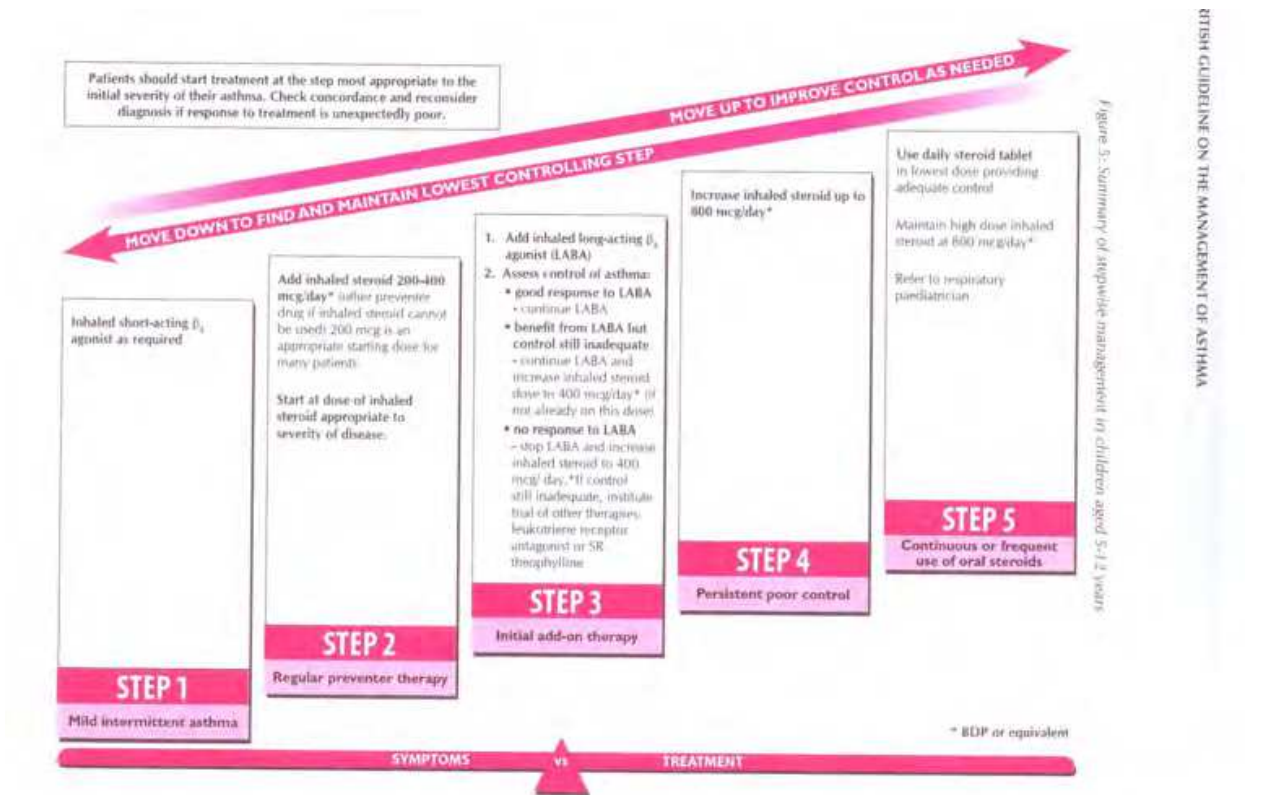 RITISH GUIDELINE ON THE MANAGEMENT OF ASTHMA
Figure 5: Summary of stepwise management in children aged 5-12 years
Patients should start treatment at the step most appropriate to the
initial severity of their asthma. Check concordance and reconsider
diagnosis if response to treatment is unexpectedly poor.
MOVE UP TO IMPROVE CONTROL AS NEEDED
MOVE DOWN TO FIND AND MAINTAIN LOWEST CONTROLLING STEP
Inhaled short-acting β₂
agonist as required
STEP 1
Mild intermittent asthma
Add inhaled steroid 200-400
mcg/day* (other preventer
drug if inhaled steroid cannot
be used) 200 mcg is an
appropriate starting dose for
many patients
Start at dose of inhaled
steroid appropriate to
severity of disease.
STEP 2
Regular preventer therapy
1. Add inhaled long-acting β₂
agonist (LABA)
2. Assess control of asthma:
• good response to LABA
- continue LABA
• benefit from LABA but
control still inadequate
- continue LABA and
increase inhaled steroid
dose to 400 mcg/day* (if
not already on this dose)
• no response to LABA
- stop LABA and increase
inhaled steroid to 400
mcg/ day.*If control
still inadequate, institute
trial of other therapies,
leukotriene receptor
antagonist or SR
theophylline
STEP 3
Initial add-on therapy
Increase inhaled steroid up to
800 mcg/day*
STEP 4
Persistent poor control
Use daily steroid tablet
in lowest dose providing
adequate control
Maintain high dose inhaled
steroid at 800 mcg/day*
Refer to respiratory
paediatrician
STEP 5
Continuous or frequent
use of oral steroids
* BDP or equivalent
SYMPTOMS vs TREATMENT